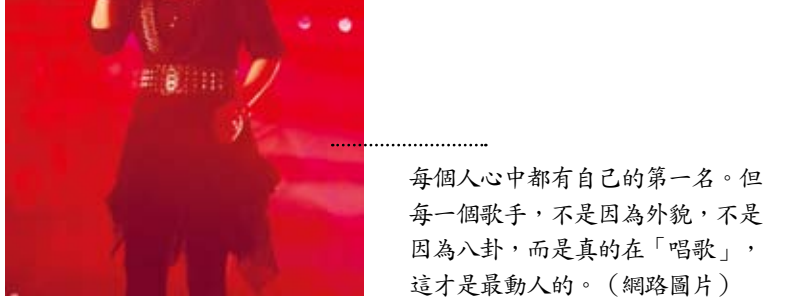 每個人心中都有自己的第一名。但
每一個歌手，不是因為外貌，不是
因為八卦，而是真的在「唱歌」，
這才是最動人的。（網路圖片）